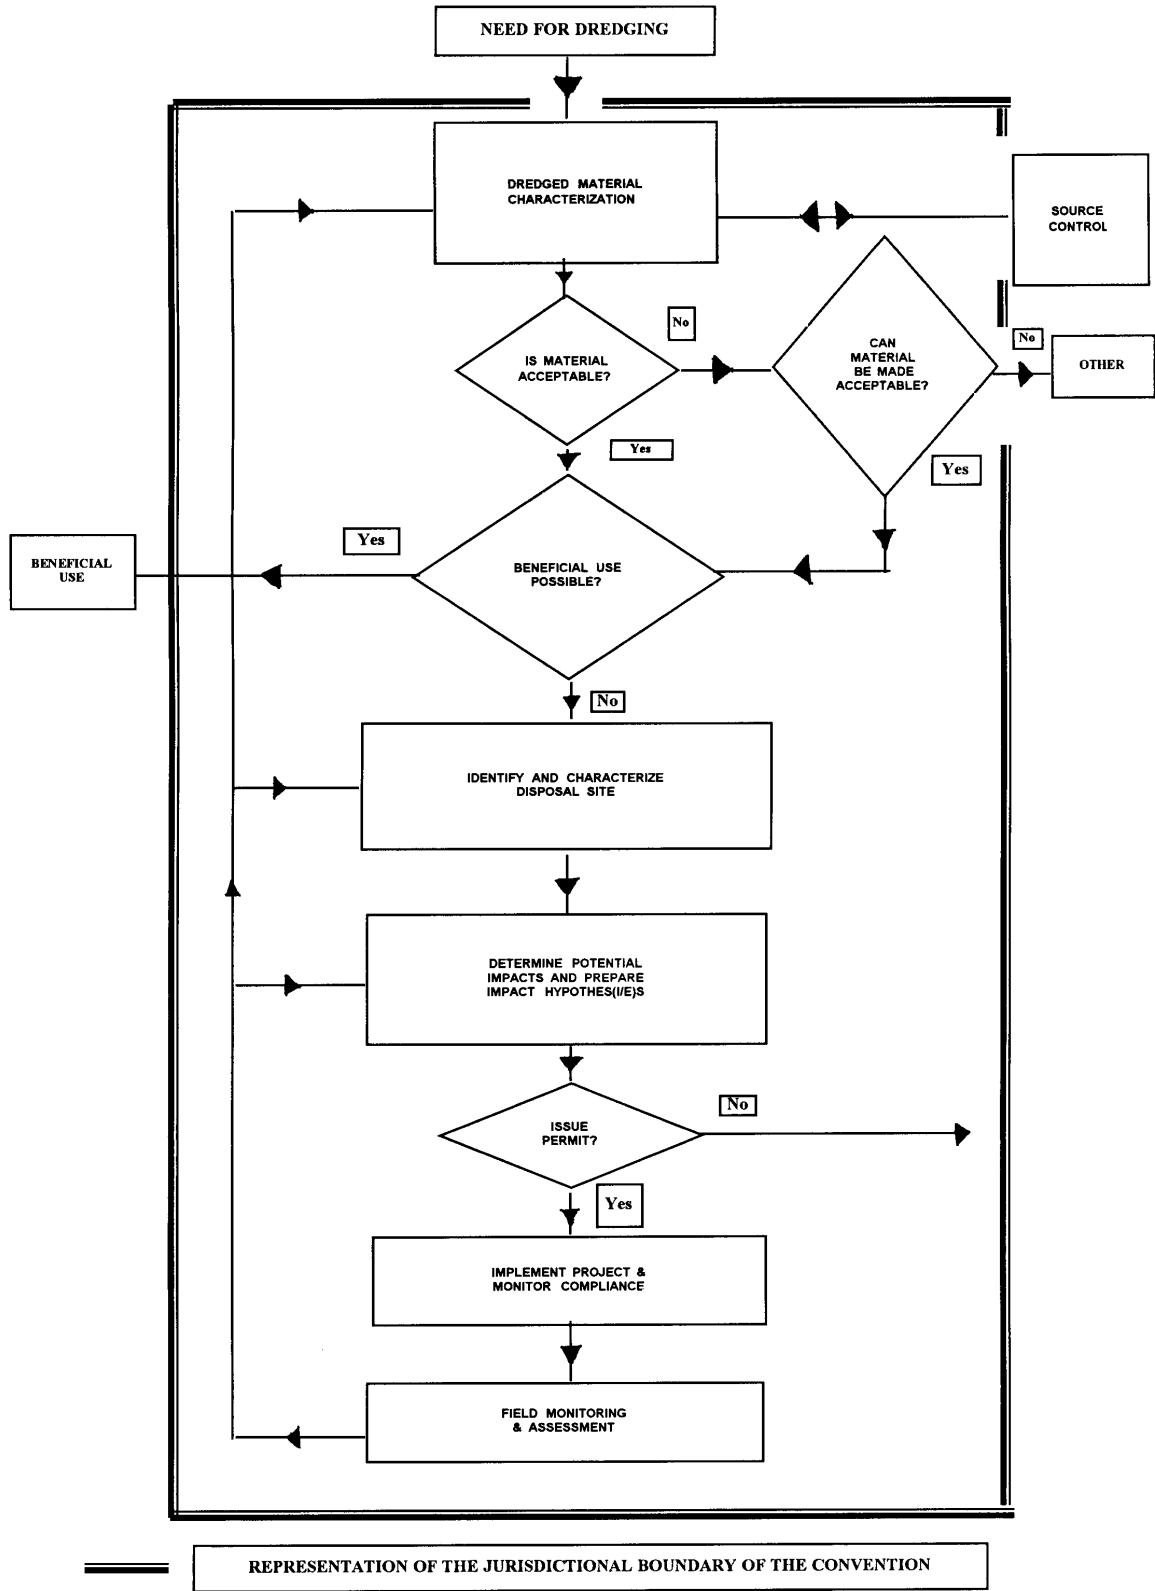 NEED FOR DREDGING
DREDGED MATERIAL
CHARACTERIZATION
SOURCE
CONTROL
No
IS MATERIAL
ACCEPTABLE?
CAN
MATERIAL
BE MADE
ACCEPTABLE?
No
OTHER
Yes
Yes
Yes
BENEFICIAL
USE
BENEFICIAL USE
POSSIBLE?
No
IDENTIFY AND CHARACTERIZE
DISPOSAL SITE
DETERMINE POTENTIAL
IMPACTS AND PREPARE
IMPACT HYPOTHES(I/E)S
ISSUE
PERMIT?
No
Yes
IMPLEMENT PROJECT &
MONITOR COMPLIANCE
FIELD MONITORING
& ASSESSMENT
REPRESENTATION OF THE JURISDICTIONAL BOUNDARY OF THE CONVENTION